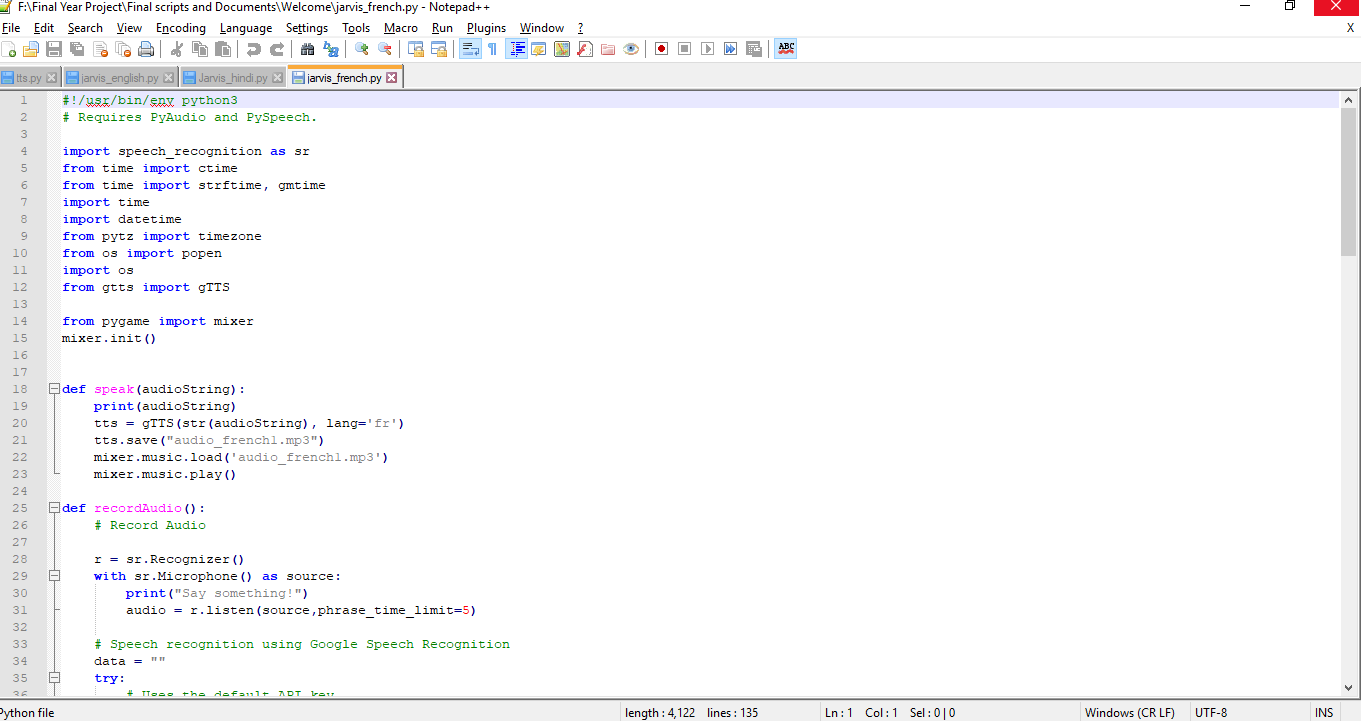 F:\Final Year Project\Final scripts and Documents\Welcome\jarvis_french.py - Notepad++
File Edit Search View Encoding Language Settings Tools Macro Run Plugins Window ? X
tts.py jarvis_english.py Jarvis_hindi.py jarvis_french.py
1 #!/usr/bin/env python3
2 # Requires PyAudio and PySpeech.
3
4 import speech_recognition as sr
5 from time import ctime
6 from time import strftime, gmtime
7 import time
8 import datetime
9 from pytz import timezone
10 from os import popen
11 import os
12 from gtts import gTTS
13
14 from pygame import mixer
15 mixer.init()
16
17
18 def speak(audioString):
19     print(audioString)
20     tts = gTTS(str(audioString), lang='fr')
21     tts.save("audio_french1.mp3")
22     mixer.music.load('audio_french1.mp3')
23     mixer.music.play()
24
25 def recordAudio():
26     # Record Audio
27
28     r = sr.Recognizer()
29     with sr.Microphone() as source:
30         print("Say something!")
31         audio = r.listen(source,phrase_time_limit=5)
32
33     # Speech recognition using Google Speech Recognition
34     data = ""
35     try:
36         # Uses the default API key
Python file length : 4,122 lines : 135 Ln : 1 Col : 1 Sel : 0 | 0 Windows (CR LF) UTF-8 INS